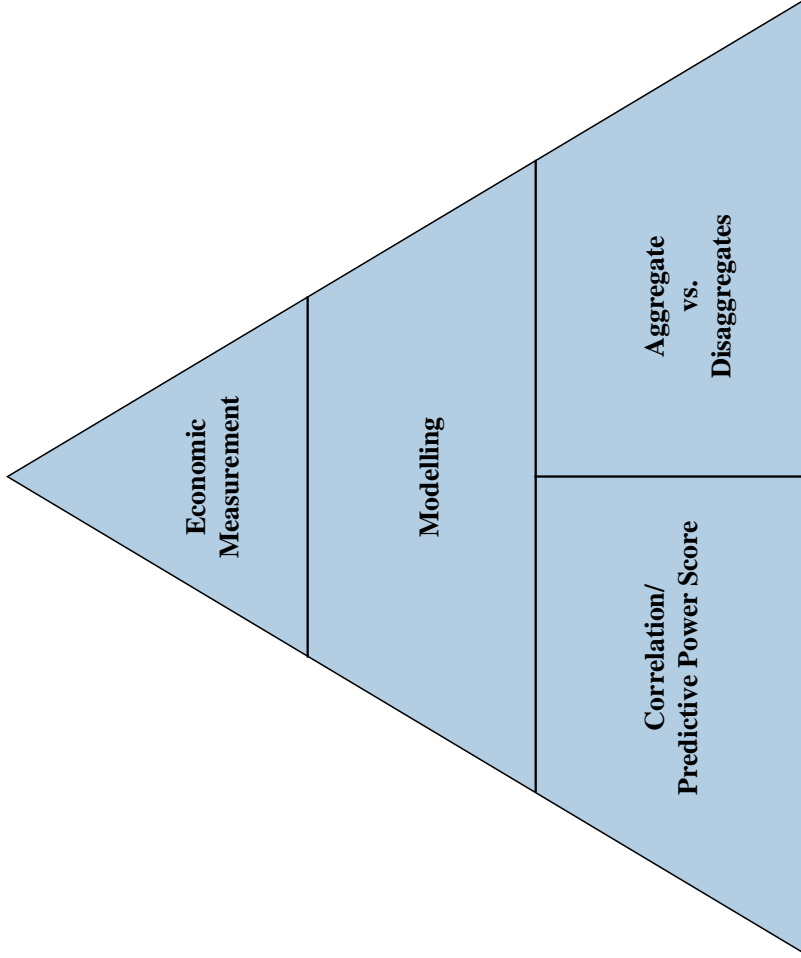 Economic
Measurement
Modelling
Correlation/
Predictive Power Score
Aggregate
vs.
Disaggregates